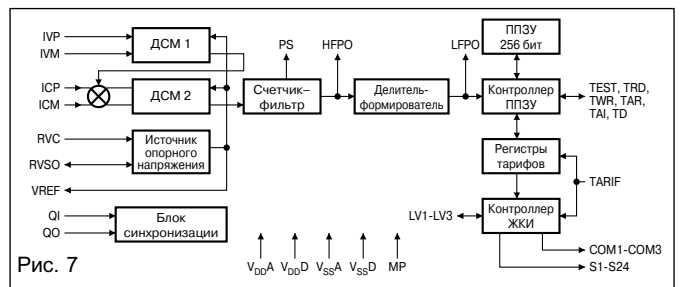 IVP
IVM
ДСМ 1
ICP
ICM
ДСМ 2
RVC
RVSO
Источник
опорного
напряжения
VREF
QI
QO
Блок
синхронизации
PS
HFPO
LFPO
Счетчик–
фильтр
Делитель-
формирователь
ППЗУ
256 бит
Контроллер
ППЗУ
TEST, TRD,
TWR, TAR,
TAI, TD
Регистры
тарифов
TARIF
LV1-LV3
Контроллер
ЖКИ
COM1-COM3
S1-S24
VDDA
VDDD
VSSA
VSSD
MP
Рис. 7